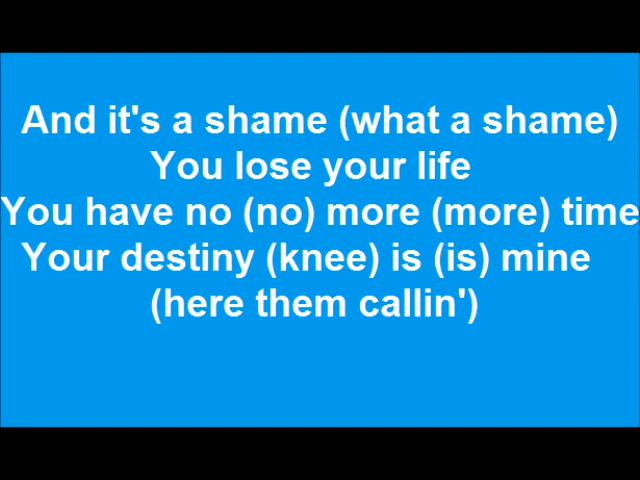 And it's a shame (what a shame)
You lose your life
You have no (no) more (more) time
Your destiny (knee) is (is) mine
(here them callin')